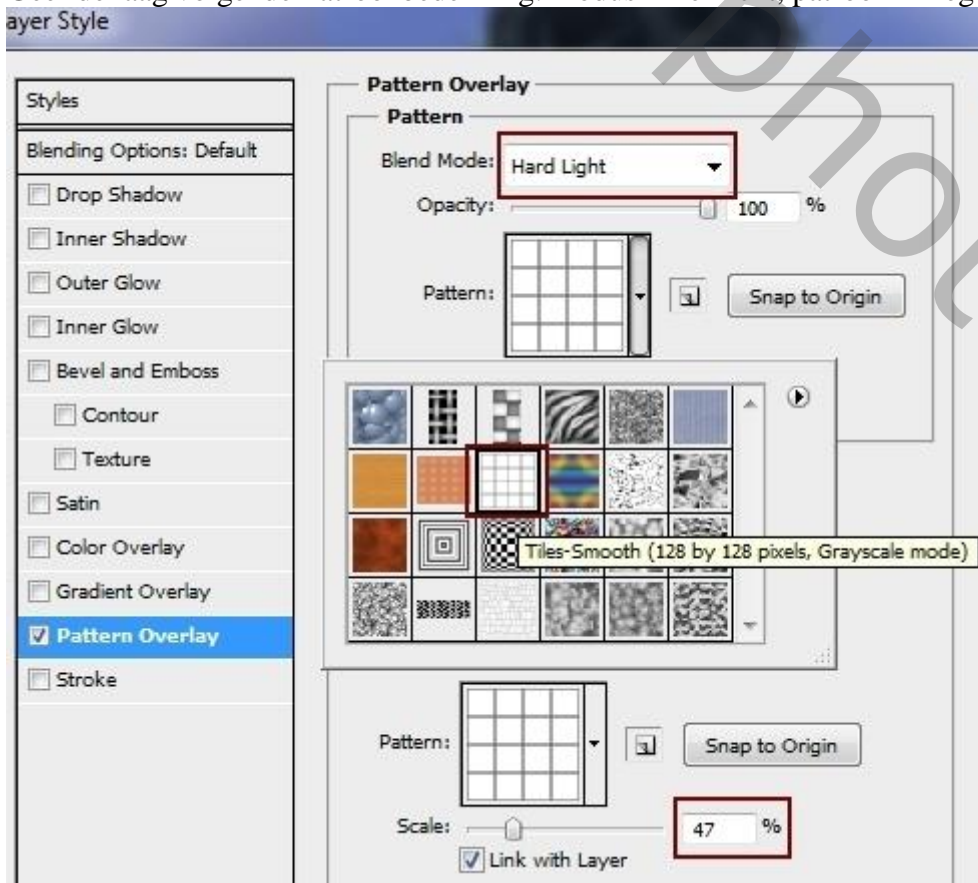 ayer Style
Styles
Blending Options: Default
Drop Shadow
Inner Shadow
Outer Glow
Inner Glow
Bevel and Emboss
Contour
Texture
Satin
Color Overlay
Gradient Overlay
Pattern Overlay
Stroke
Pattern Overlay
Pattern
Blend Mode: Hard Light
Opacity: 100 %
Pattern: Snap to Origin
Tiles-Smooth (128 by 128 pixels, Grayscale mode)
Pattern: Snap to Origin
Scale: 47 %
Link with Layer
phot